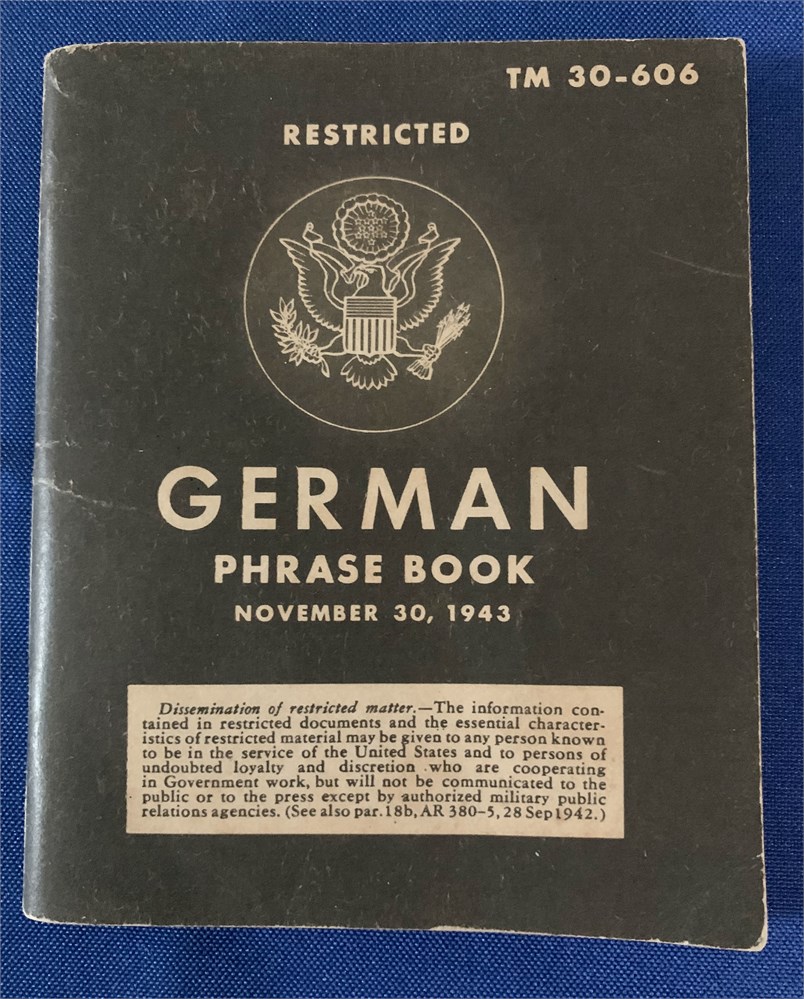 TM 30-606
RESTRICTED
GERMAN
PHRASE BOOK
NOVEMBER 30, 1943
Dissemination of restricted matter.—The information con-
tained in restricted documents and the essential character-
istics of restricted material may be given to any person known
to be in the service of the United States and to persons of
undoubted loyalty and discretion who are cooperating
in Government work, but will not be communicated to the
public or to the press except by authorized military public
relations agencies. (See also par. 18b, AR 380-5, 28 Sep 1942.)